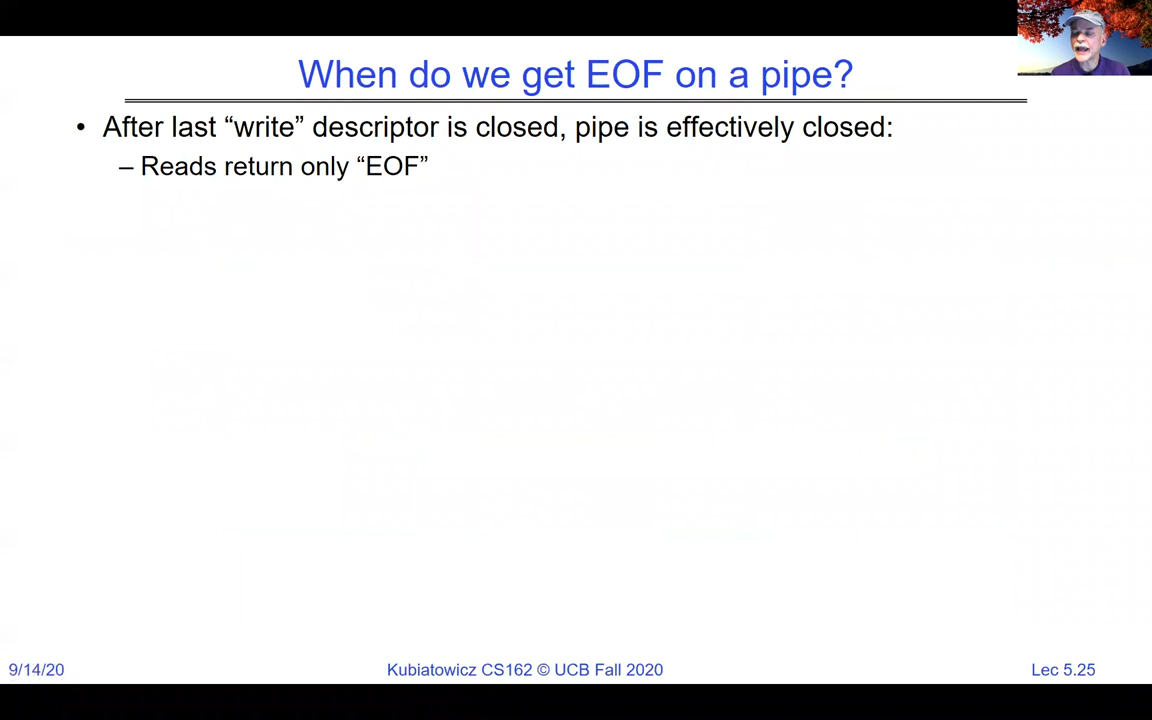 When do we get EOF on a pipe?
• After last “write” descriptor is closed, pipe is effectively closed:
– Reads return only “EOF”
9/14/20
Kubiatowicz CS162 © UCB Fall 2020
Lec 5.25